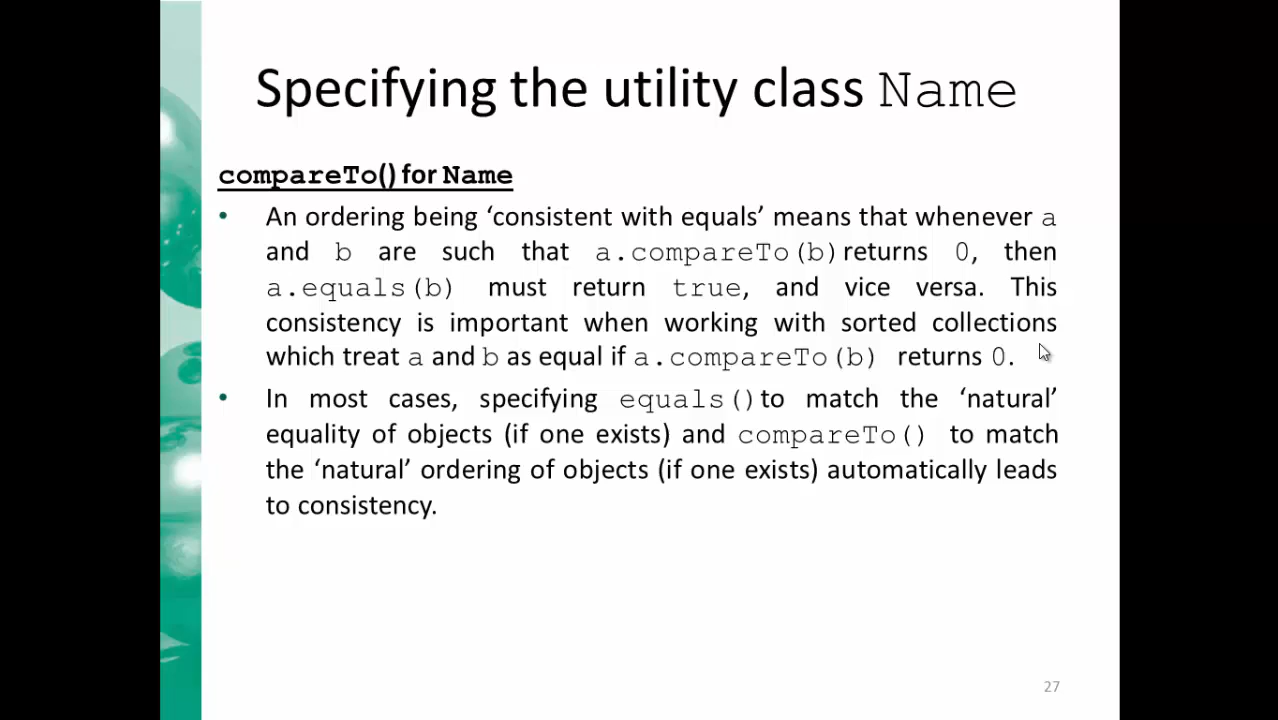 Specifying the utility class Name
compareTo() for Name
• An ordering being ‘consistent with equals’ means that whenever a
and b are such that a.compareTo(b) returns 0, then
a.equals(b) must return true, and vice versa. This
consistency is important when working with sorted collections
which treat a and b as equal if a.compareTo(b) returns 0.
• In most cases, specifying equals() to match the ‘natural’
equality of objects (if one exists) and compareTo() to match
the ‘natural’ ordering of objects (if one exists) automatically leads
to consistency.
27